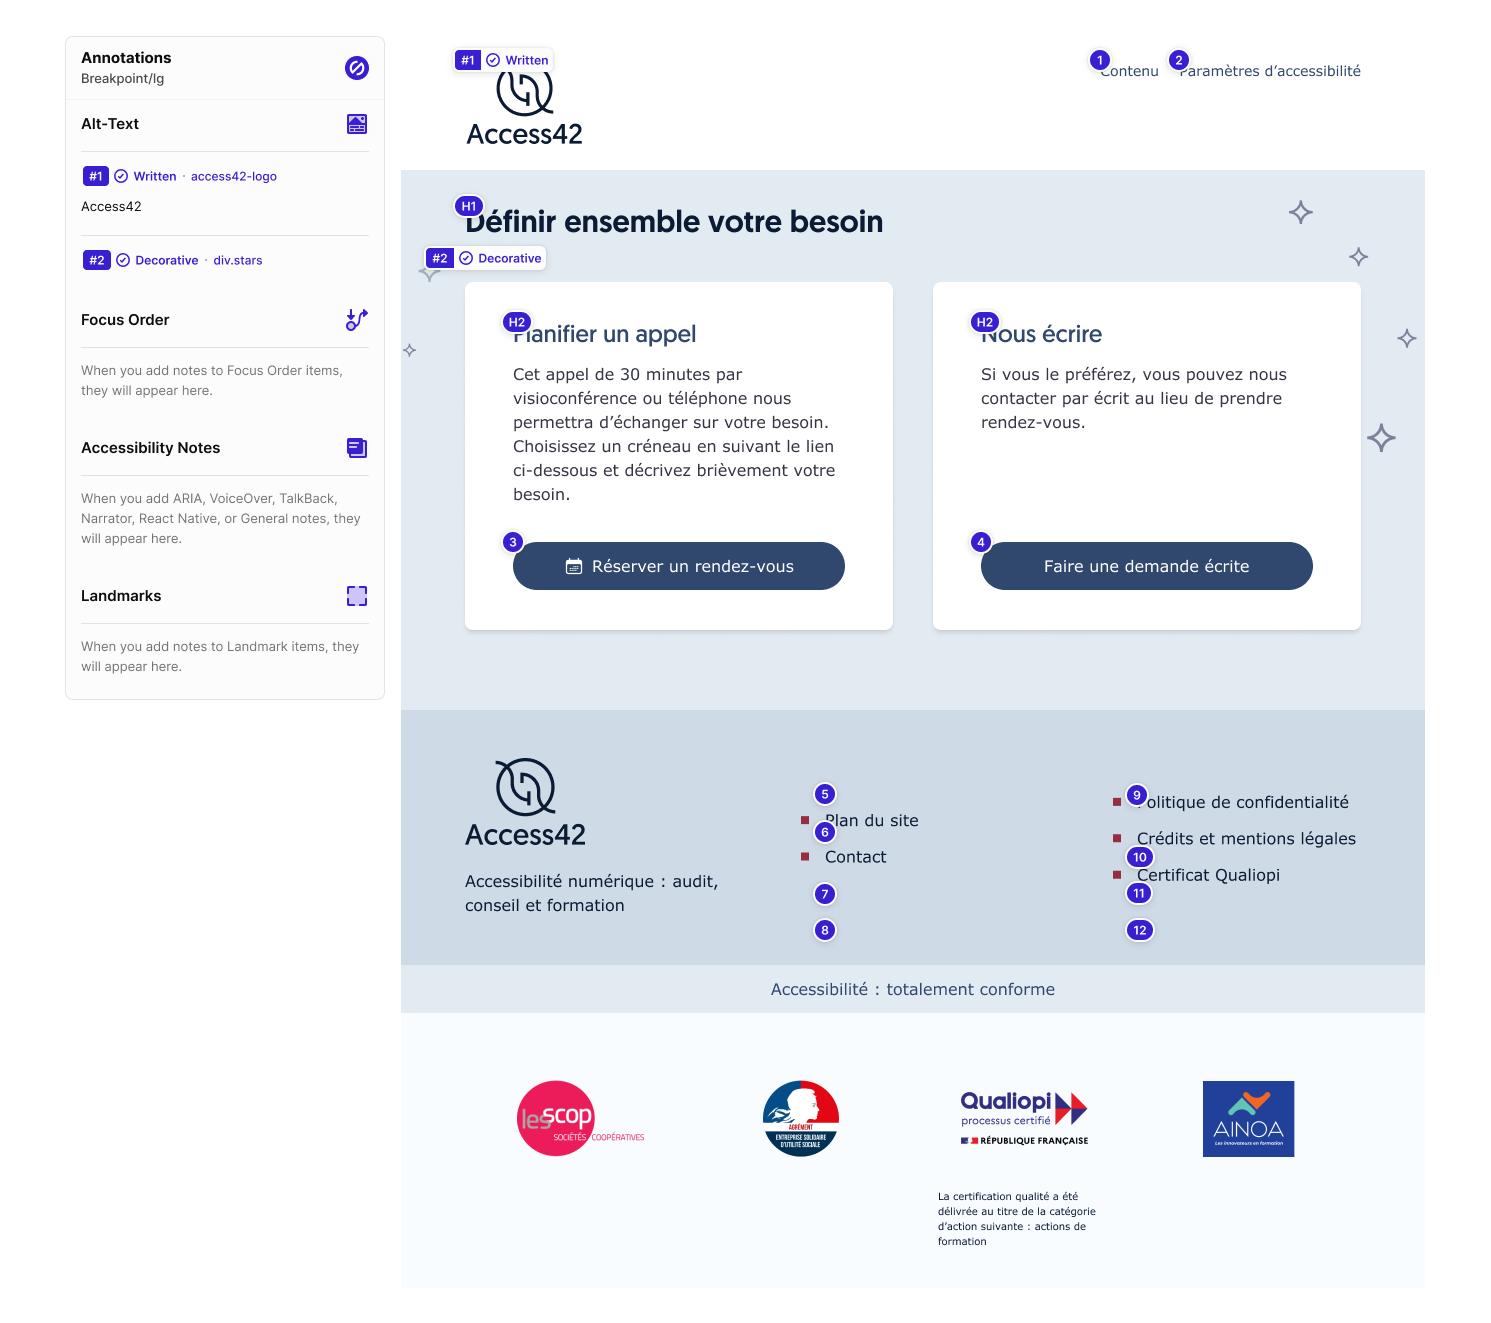 Annotations
Breakpoint/lg
Alt-Text
#1 Written · access42-logo
Access42
#2 Decorative · div.stars
Focus Order
When you add notes to Focus Order items,
they will appear here.
Accessibility Notes
When you add ARIA, VoiceOver, TalkBack,
Narrator, React Native, or General notes, they
will appear here.
Landmarks
When you add notes to Landmark items, they
will appear here.
#1 Written
Access42
1
Contenu
2
Paramètres d’accessibilité
H1
Définir ensemble votre besoin
#2 Decorative
H2
Planifier un appel
Cet appel de 30 minutes par
visioconférence ou téléphone nous
permettra d’échanger sur votre besoin.
Choisissez un créneau en suivant le lien
ci-dessous et décrivez brièvement votre
besoin.
3
Réserver un rendez-vous
H2
Nous écrire
Si vous le préférez, vous pouvez nous
contacter par écrit au lieu de prendre
rendez-vous.
4
Faire une demande écrite
Access42
Accessibilité numérique : audit,
conseil et formation
5
Plan du site
6
Contact
7
8
9
Politique de confidentialité
Crédits et mentions légales
10
Certificat Qualiopi
11
12
Accessibilité : totalement conforme
lesscop
SOCIÉTÉS COOPÉRATIVES
AGRÉMENT
ENTREPRISE SOLIDAIRE
D’UTILITÉ SOCIALE
Qualiopi
processus certifié
RÉPUBLIQUE FRANÇAISE
AINOA
Les innovateurs en formation
La certification qualité a été
délivrée au titre de la catégorie
d’action suivante : actions de
formation